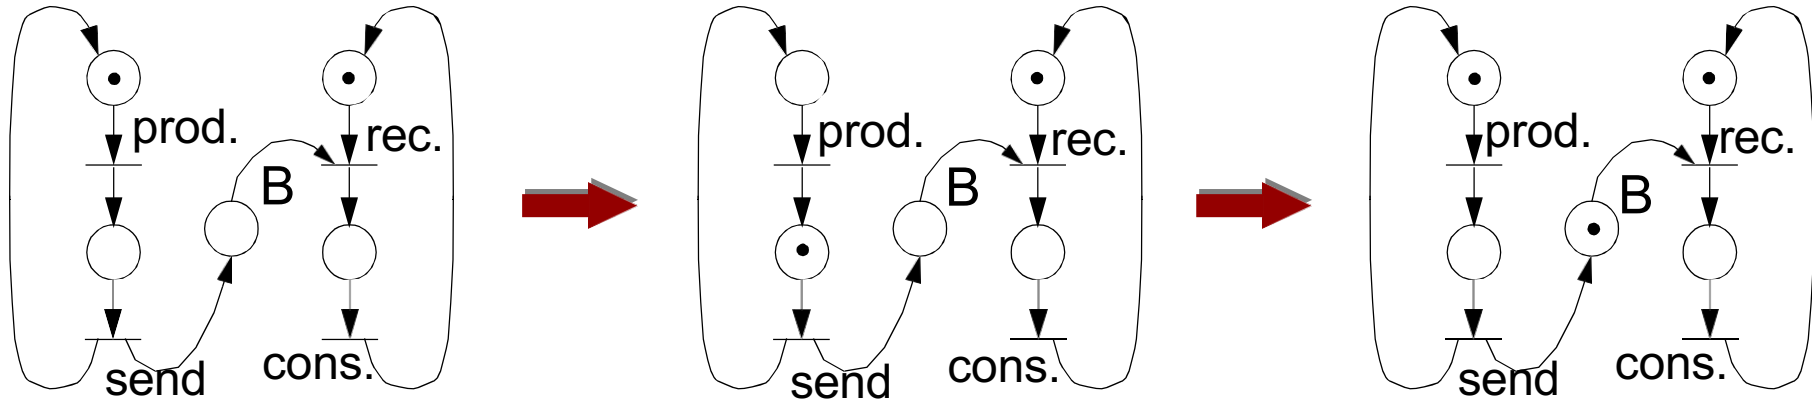 prod.
rec.
B
send
cons.
prod.
rec.
B
send
cons.
prod.
rec.
B
send
cons.